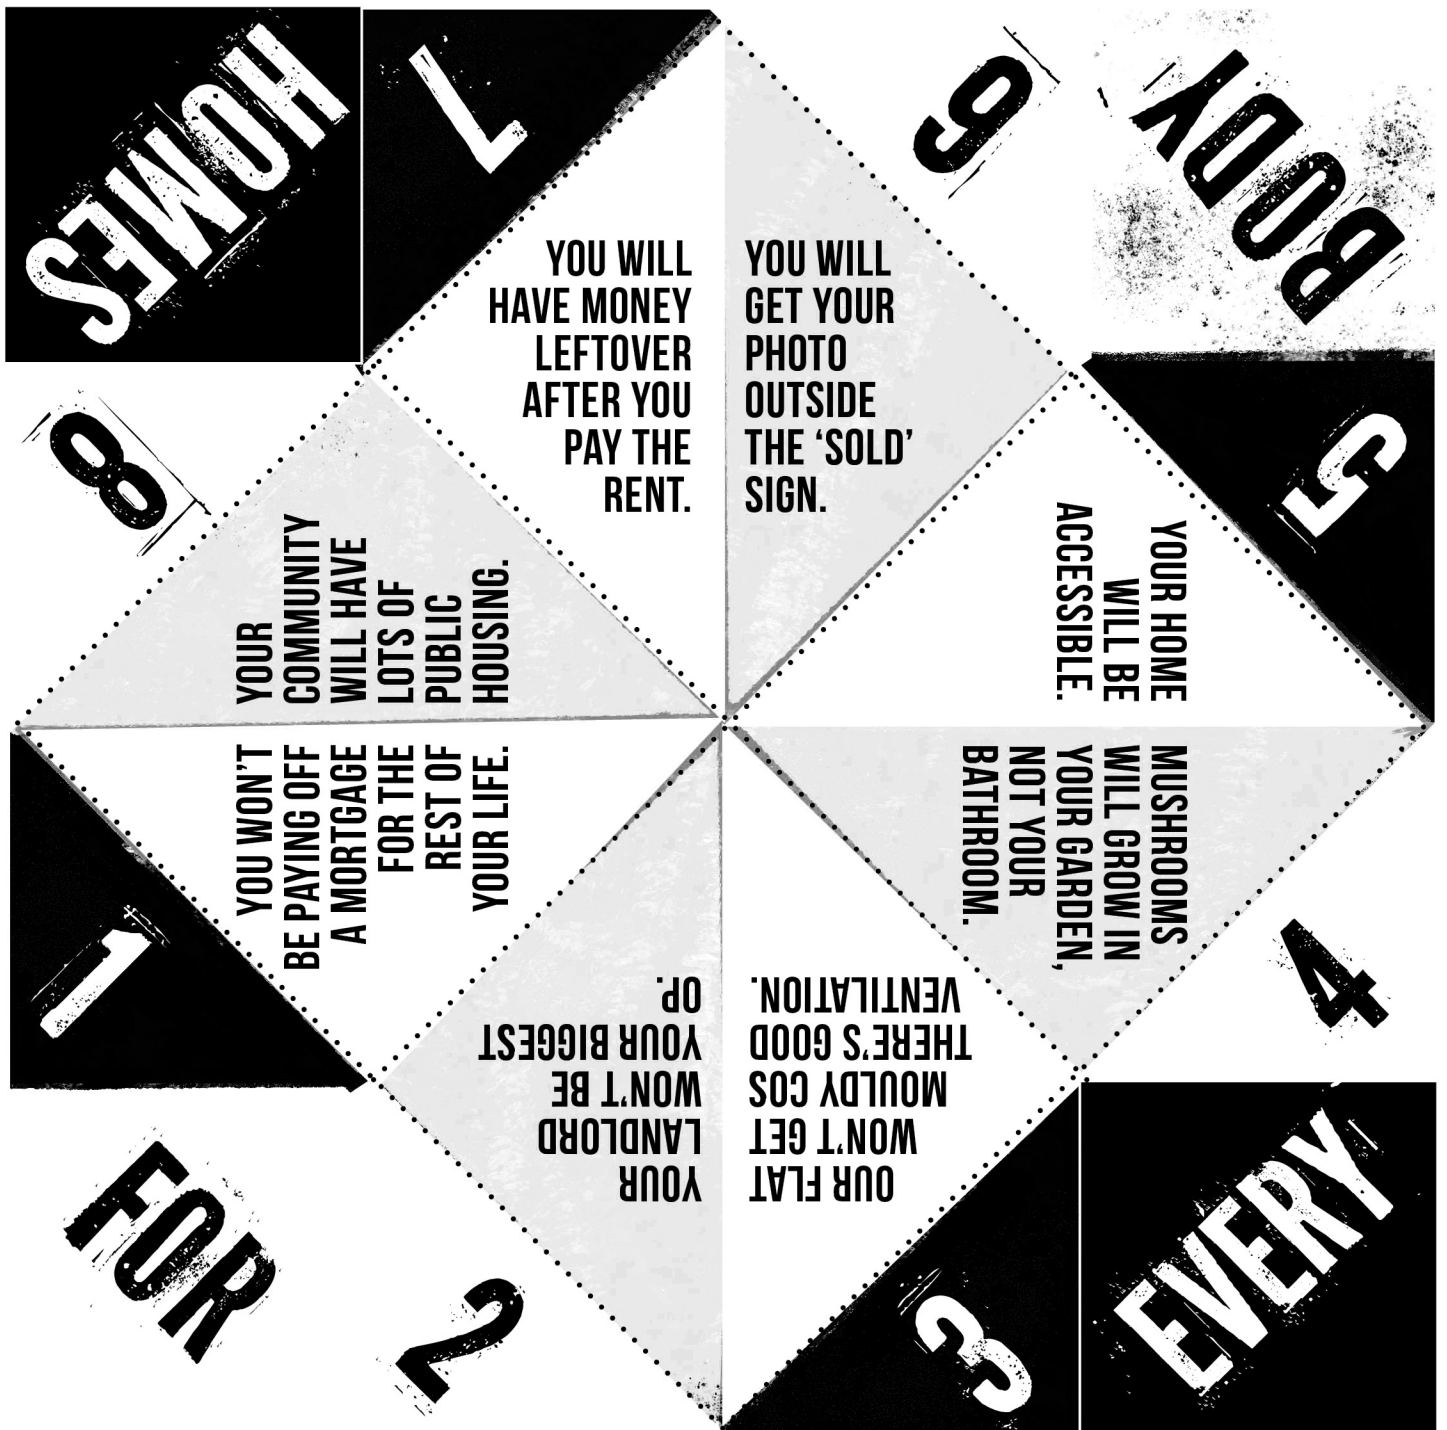 HOMES
7
6
BODY
YOU WILL
HAVE MONEY
LEFTOVER
AFTER YOU
PAY THE
RENT.
YOU WILL
GET YOUR
PHOTO
OUTSIDE
THE ‘SOLD’
SIGN.
5
YOUR HOME
WILL BE
ACCESSIBLE.
MUSHROOMS
WILL GROW IN
YOUR GARDEN,
NOT YOUR
BATHROOM.
4
EVERY
3
OUR FLAT
WON'T GET
MOULDY COS
THERE'S GOOD
VENTILATION.
YOUR
LANDLORD
WON'T BE
YOUR BIGGEST
OP.
2
FOR
1
YOU WON'T
BE PAYING OFF
A MORTGAGE
FOR THE
REST OF
YOUR LIFE.
8
YOUR
COMMUNITY
WILL HAVE
LOTS OF
PUBLIC
HOUSING.